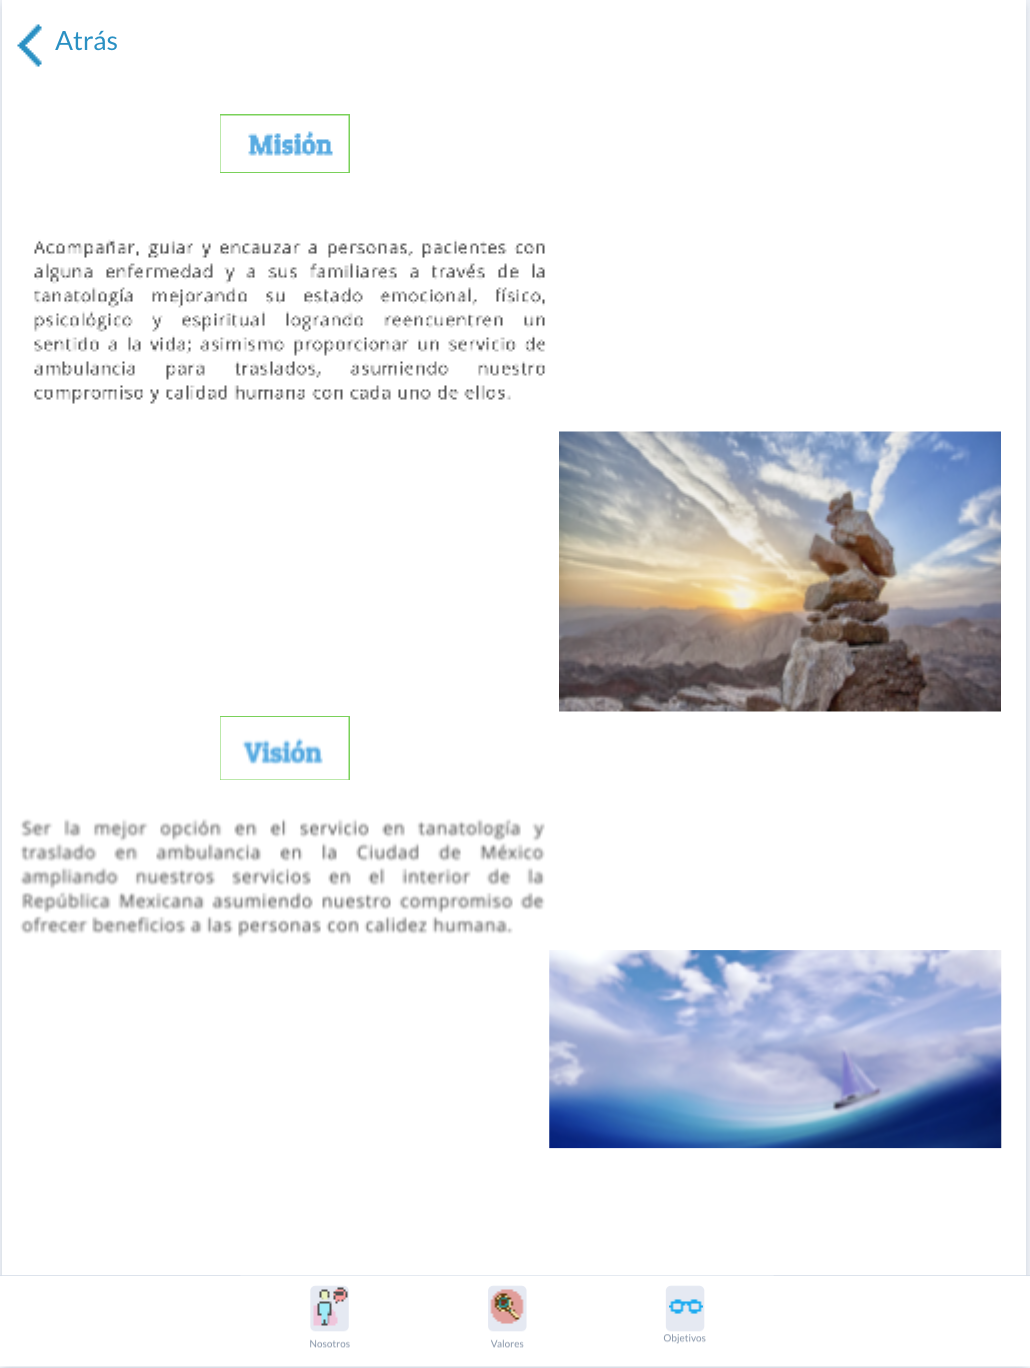 Atrás
Misión
Acompañar, guiar y encauzar a personas, pacientes con
alguna enfermedad y a sus familiares a través de la
tanatología mejorando su estado emocional, físico,
psicológico y espiritual logrando reencuentren un
sentido a la vida; asimismo proporcionar un servicio de
ambulancia para traslados, asumiendo nuestro
compromiso y calidad humana con cada uno de ellos.
Visión
Ser la mejor opción en el servicio en tanatología y
traslado en ambulancia en la Ciudad de México
ampliando nuestros servicios en el interior de la
República Mexicana asumiendo nuestro compromiso de
ofrecer beneficios a las personas con calidez humana.
Nosotros
Valores
Objetivos